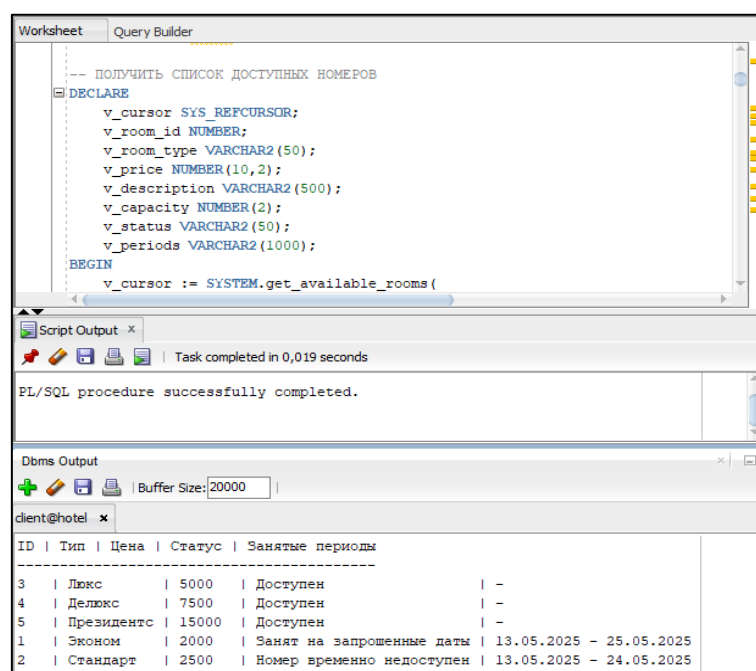 Worksheet Query Builder
-- ПОЛУЧИТЬ СПИСОК ДОСТУПНЫХ НОМЕРОВ
DECLARE
v_cursor SYS_REFCURSOR;
v_room_id NUMBER;
v_room_type VARCHAR2(50);
v_price NUMBER(10,2);
v_description VARCHAR2(500);
v_capacity NUMBER(2);
v_status VARCHAR2(50);
v_periods VARCHAR2(1000);
BEGIN
v_cursor := SYSTEM.get_available_rooms(
Script Output x
Task completed in 0,019 seconds
PL/SQL procedure successfully completed.
Dbms Output
Buffer Size: 20000
client@hotel x
ID | Тип | Цена | Статус | Занятые периоды
--------------------------------------------
3 | Люкс | 5000 | Доступен | -
4 | Делюкс | 7500 | Доступен | -
5 | Президентс | 15000 | Доступен | -
1 | Эконом | 2000 | Занят на запрошенные даты | 13.05.2025 - 25.05.2025
2 | Стандарт | 2500 | Номер временно недоступен | 13.05.2025 - 24.05.2025